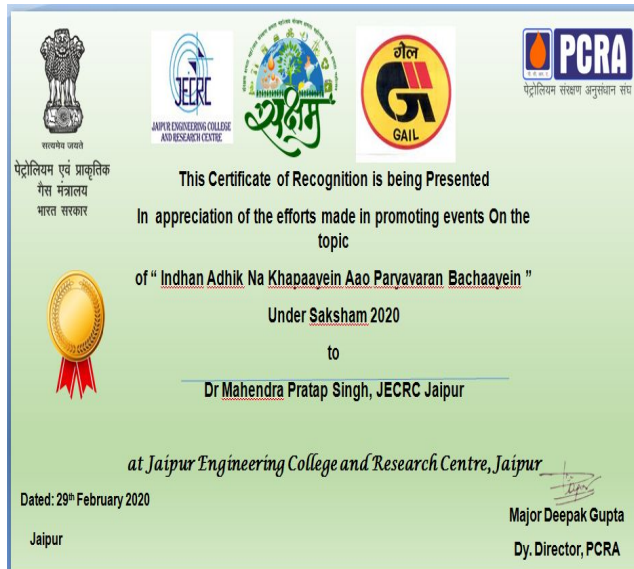 सत्यमेव जयते
पेट्रोलियम एवं प्राकृतिक
गैस मंत्रालय
भारत सरकार
JECRC
JAIPUR ENGINEERING COLLEGE
AND RESEARCH CENTRE
सक्षम
गेल
GAIL
PCRA
पेट्रोलियम संरक्षण अनुसंधान संघ
This Certificate of Recognition is being Presented
In appreciation of the efforts made in promoting events On the
topic
of “ Indhan Adhik Na Khapaayein Aao Paryavaran Bachaayein ”
Under Saksham 2020
to
Dr Mahendra Pratap Singh, JECRC Jaipur
at Jaipur Engineering College and Research Centre, Jaipur
Dated: 29th February 2020
Jaipur
Major Deepak Gupta
Dy. Director, PCRA